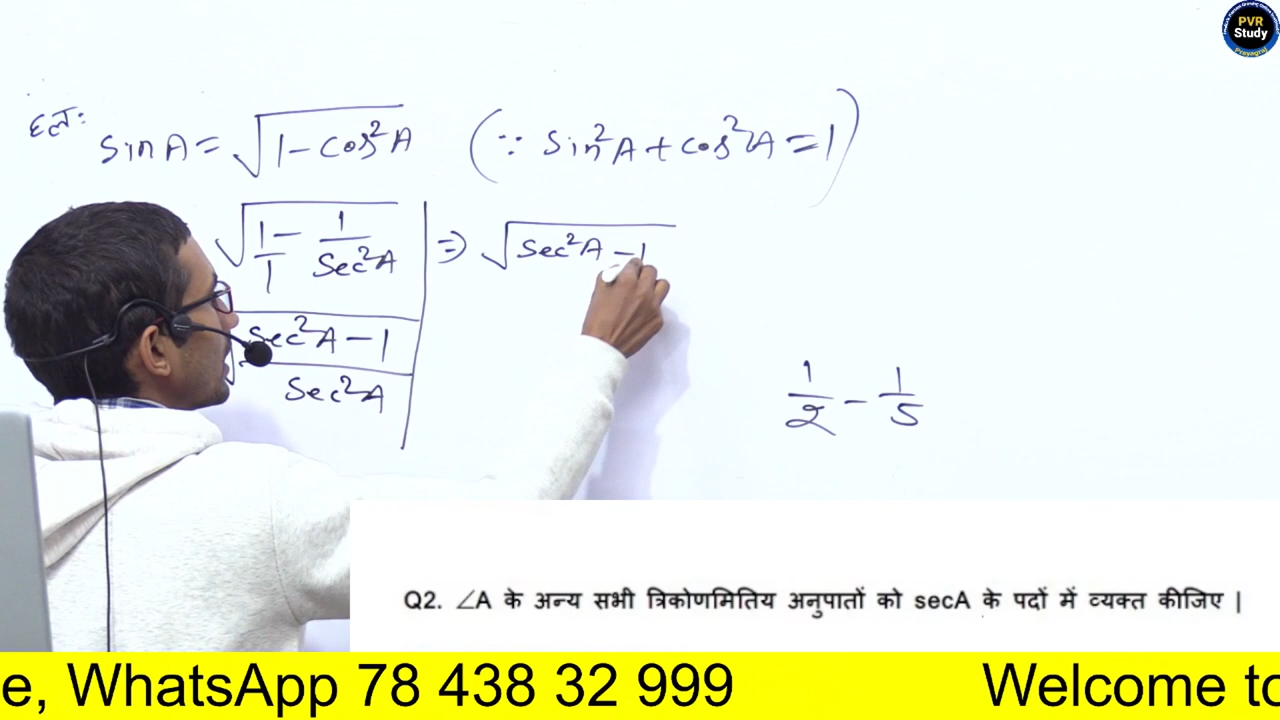 PVR
Study
Prayagraj
हल:
sin A = √(1 - cos²A) (∵ sin²A + cos²A = 1)
√(1/1 - 1/sec²A) ⇒ √(sec²A - 1)
sec²A - 1
sec²A
1/2 - 1/5
Q2. ∠A के अन्य सभी त्रिकोणमितिय अनुपातों को secA के पदों में व्यक्त कीजिए |
e, WhatsApp 78 438 32 999 Welcome to